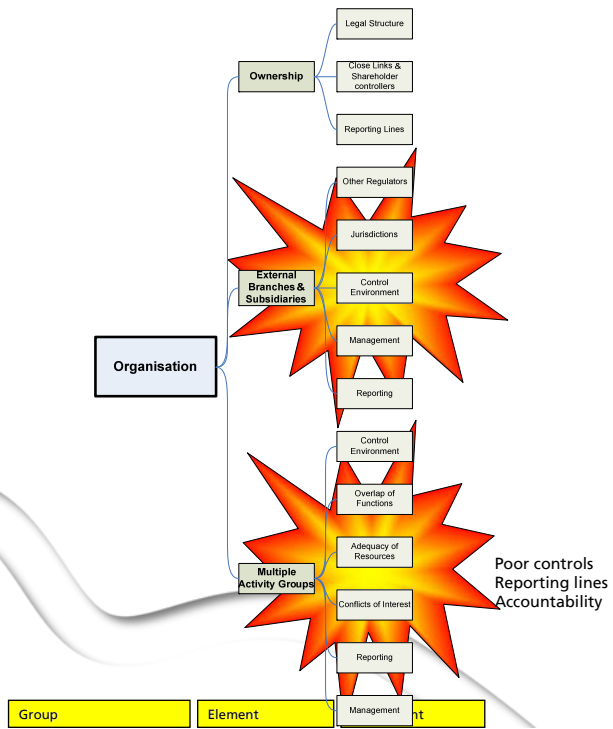 Legal Structure
Ownership
Close Links &
Shareholder
controllers
Reporting Lines
Other Regulators
Jurisdictions
External
Branches &
Subsidiaries
Control
Environment
Management
Reporting
Organisation
Control
Environment
Overlap of
Functions
Adequacy of
Resources
Multiple
Activity Groups
Conflicts of Interest
Reporting
Management
Poor controls
Reporting lines
Accountability
Group
Element
nt